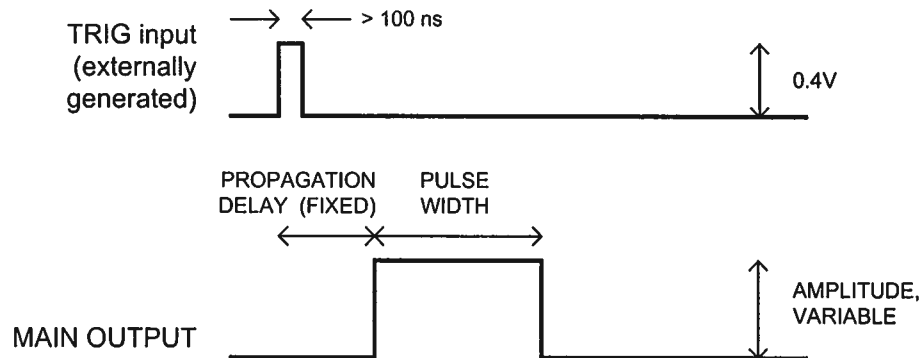 > 100 ns
TRIG input
(externally
generated)
0.4V
PROPAGATION
DELAY (FIXED)
PULSE
WIDTH
AMPLITUDE,
VARIABLE
MAIN OUTPUT